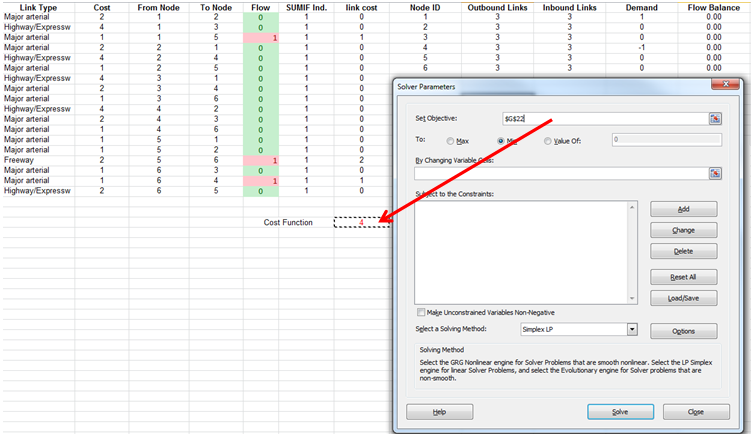 Link Type Cost From Node To Node Flow SUMIF Ind. link cost Node ID Outbound Links Inbound Links Demand Flow Balance
Major arterial 2 1 2 0 1 0 1 3 3 1 0.00
Highway/Expressw 4 1 3 0 1 0 2 3 3 0 0.00
Major arterial 1 1 5 1 1 1 3 3 3 0 0.00
Major arterial 2 2 1 0 1 0 4 3 3 -1 0.00
Highway/Expressw 4 2 4 0 1 0 5 3 3 0 0.00
Major arterial 2 2 5 0 1 0 6 3 3 0 0.00
Highway/Expressw 4 3 1 0 1 0
Major arterial 2 3 4 0 1 0
Major arterial 1 3 6 0 1 0
Highway/Expressw 4 4 2 0 1 0
Major arterial 2 4 3 0 1 0
Major arterial 1 4 6 0 1 0
Major arterial 1 5 1 0 1 0
Major arterial 1 5 2 0 1 0
Freeway 2 5 6 1 1 2
Major arterial 1 6 3 0 1 0
Major arterial 1 6 4 1 1 1
Highway/Expressw 2 6 5 0 1 0
Cost Function 4
Solver Parameters
Set Objective: $G$22
To: Max Min Value Of: 0
By Changing Variable Cells:
Subject to the Constraints:
Add
Change
Delete
Reset All
Load/Save
Make Unconstrained Variables Non-Negative
Select a Solving Method: Simplex LP Options
Solving Method
Select the GRG Nonlinear engine for Solver Problems that are smooth nonlinear. Select the LP Simplex
engine for linear Solver Problems, and select the Evolutionary engine for Solver problems that are
non-smooth.
Help Solve Close